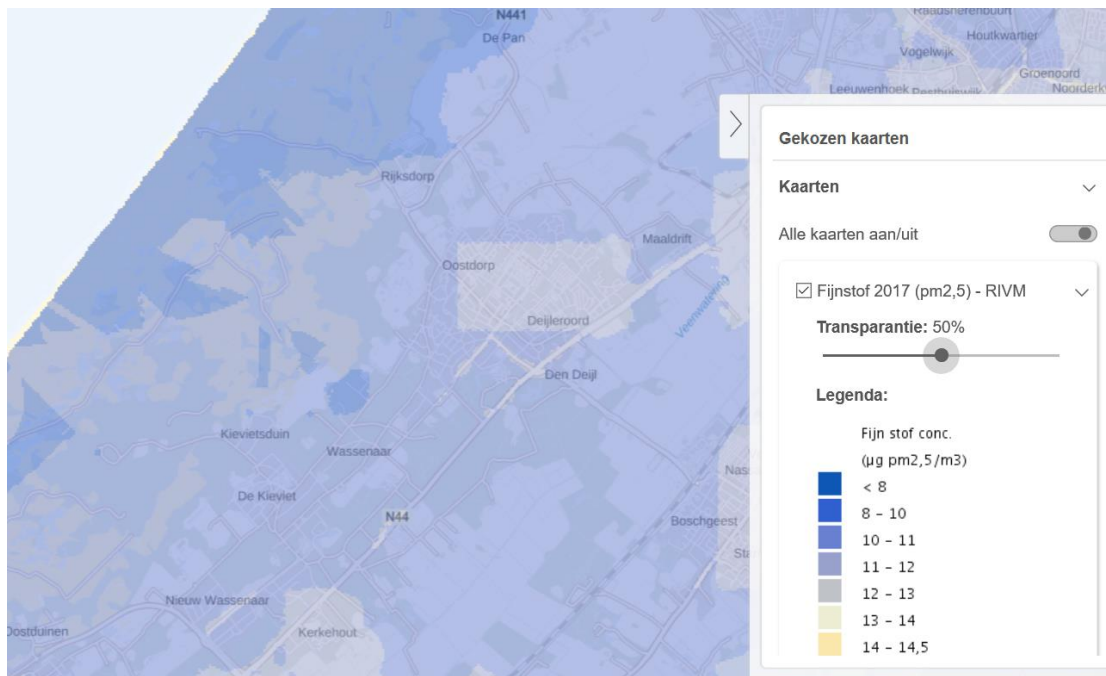 N441
De Pan
Raadsherenbuurt
Houtkwartier
Vogelwijk
Groenoord
Leeuwenhoek
Pesthuiswijk
Rijksdorp
Maaldrift
Oostdorp
Veenwatering
Deijleroord
Den Deijl
Kievietsduin
Wassenaar
De Kieviet
N44
Boschgeest
Nieuw Wassenaar
Oostduinen
Kerkehout
Gekozen kaarten
Kaarten
Alle kaarten aan/uit
Fijnstof 2017 (pm2,5) - RIVM
Transparantie: 50%
Legenda:
Fijn stof conc.
(µg pm2,5/m3)
< 8
8 - 10
10 - 11
11 - 12
12 - 13
13 - 14
14 - 14,5